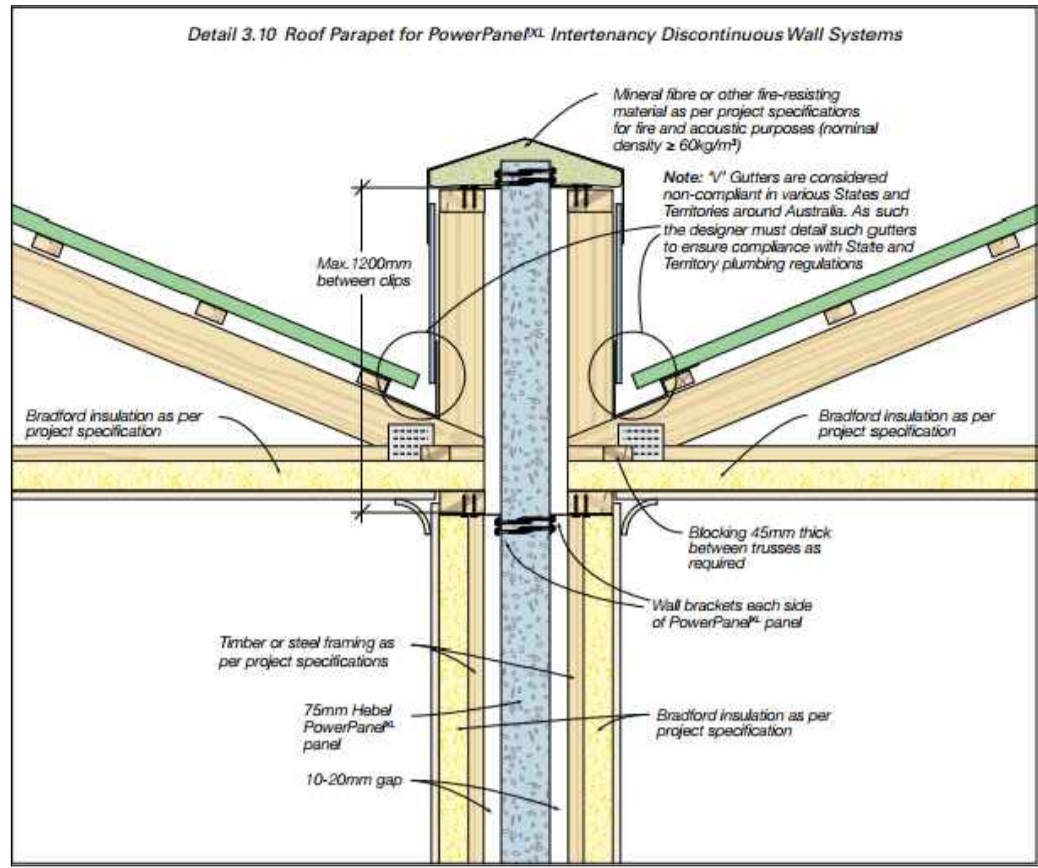 Detail 3.10 Roof Parapet for PowerPanelXL Intertenancy Discontinuous Wall Systems
Mineral fibre or other fire-resisting
material as per project specifications
for fire and acoustic purposes (nominal
density ≥ 60kg/m³)
Note: 'V' Gutters are considered
non-compliant in various States and
Territories around Australia. As such
the designer must detail such gutters
to ensure compliance with State and
Territory plumbing regulations
Max. 1200mm
between clips
Bradford insulation as per
project specification
Bradford insulation as per
project specification
Blocking 45mm thick
between trusses as
required
Wall brackets each side
of PowerPanelXL panel
Timber or steel framing as
per project specifications
75mm Hebel
PowerPanelXL
panel
Bradford insulation as per
project specification
10-20mm gap